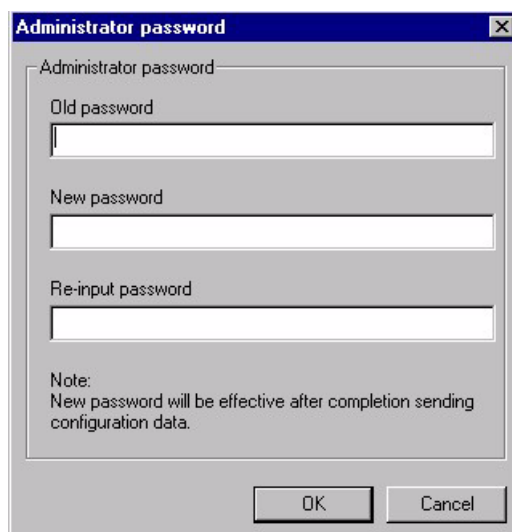 Administrator password
Administrator password
Old password
New password
Re-input password
Note:
New password will be effective after completion sending
configuration data.
OK
Cancel